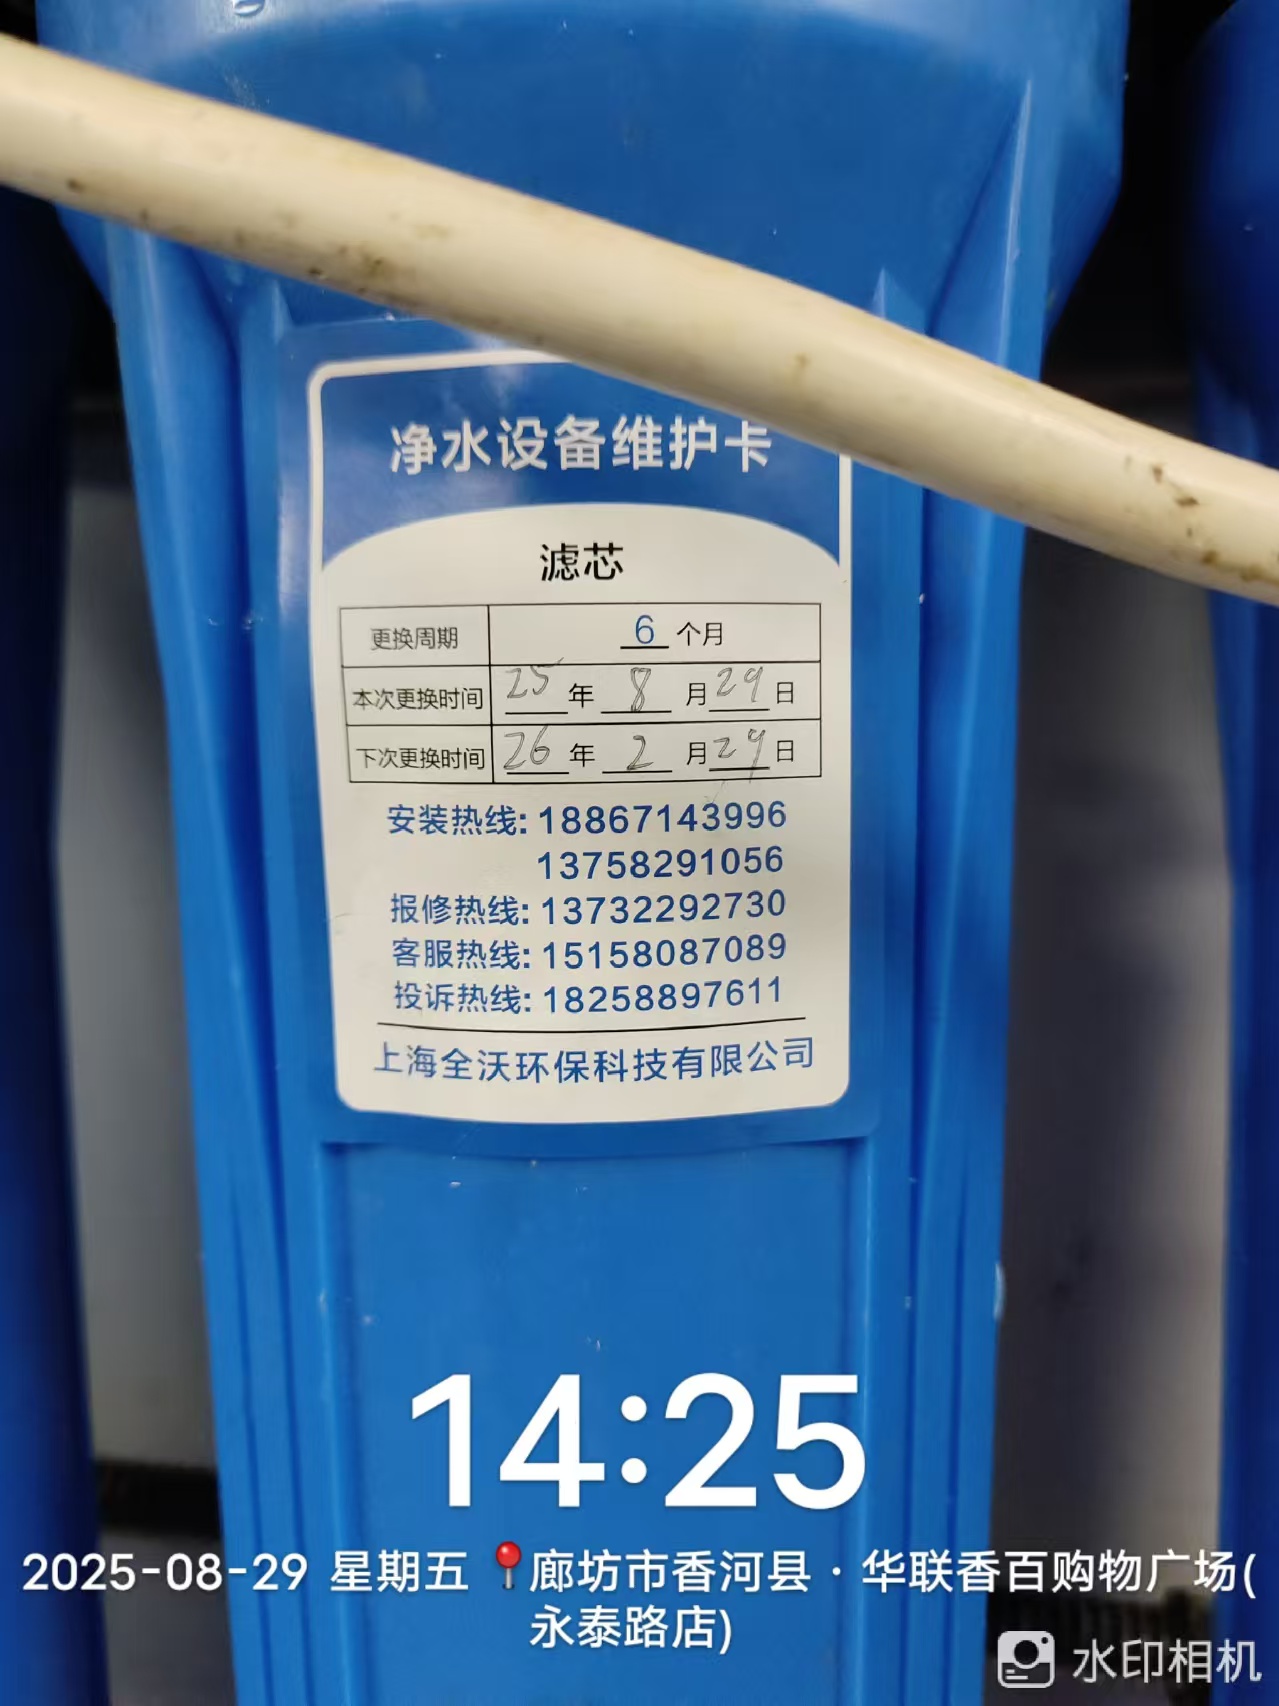 净水设备维护卡
滤芯
更换周期 6 个月
本次更换时间 25 年 8 月 29 日
下次更换时间 26 年 2 月 29 日
安装热线: 18867143996
13758291056
报修热线: 13732292730
客服热线: 15158087089
投诉热线: 18258897611
上海全沃环保科技有限公司
14:25
2025-08-29 星期五 廊坊市香河县 · 华联香百购物广场(
永泰路店)
水印相机